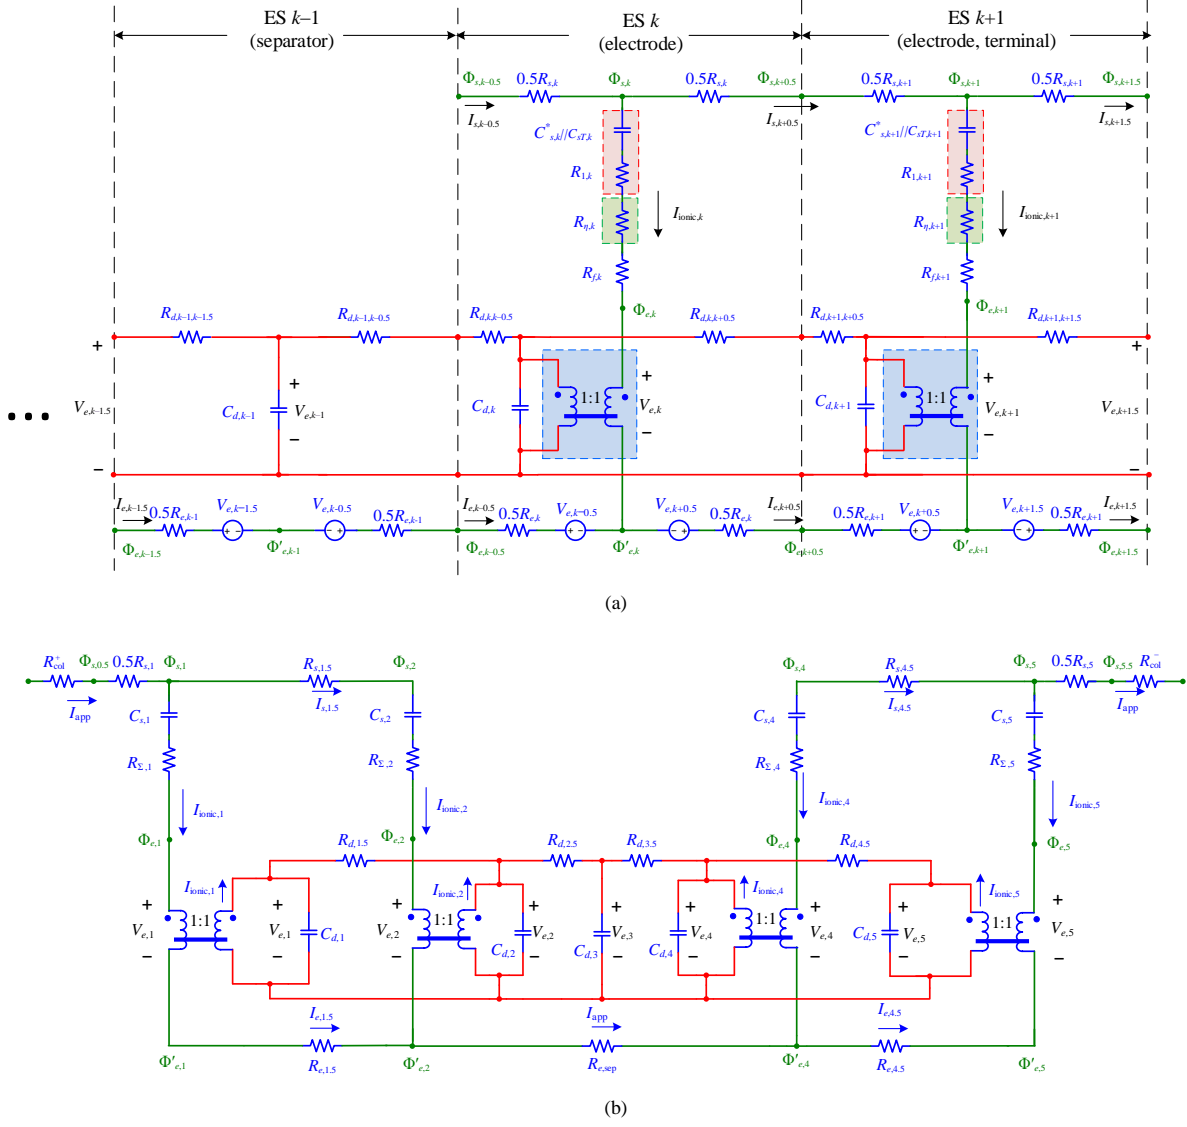 ES k−1
(separator)
ES k
(electrode)
ES k+1
(electrode, terminal)
Φs,k−0.5
0.5Rs,k
Φs,k
0.5Rs,k
Φs,k+0.5
0.5Rs,k+1
Φs,k+1
0.5Rs,k+1
Φs,k+1.5
Is,k−0.5
Is,k+0.5
Is,k+1.5
C*s,k//CsT,k
C*s,k+1//CsT,k+1
R1,k
R1,k+1
Iionic,k
Iionic,k+1
Rη,k
Rη,k+1
Rf,k
Rf,k+1
Φe,k
Φe,k+1
Rd,k−1,k−1.5
Rd,k−1,k−0.5
Rd,k,k−0.5
Rd,k,k+0.5
Rd,k+1,k+0.5
Rd,k+1,k+1.5
+
+
+
+
+
Ve,k−1.5
Cd,k−1
Ve,k−1
Cd,k
1:1
Ve,k
Cd,k+1
1:1
Ve,k+1
Ve,k+1.5
−
−
−
−
−
...
Ie,k−1.5
0.5Re,k-1
Ve,k−1.5
Ve,k-0.5
0.5Re,k-1
Ie,k−0.5
0.5Re,k
Ve,k−0.5
Ve,k+0.5
0.5Re,k
Ie,k+0.5
0.5Re,k+1
Ve,k+0.5
Ve,k+1.5
0.5Re,k+1
Ie,k+1.5
+ −
− +
+ −
− +
+ −
− +
Φe,k−1.5
Φ'e,k-1
Φe,k−0.5
Φ'e,k
Φe,k+0.5
Φ'e,k+1
Φe,k+1.5
(a)
R+col
Φs,0.5
0.5Rs,1
Φs,1
Rs,1.5
Φs,2
Φs,4
Rs,4.5
Φs,5
0.5Rs,5
Φs,5.5
R−col
Iapp
Is,1.5
Is,4.5
Iapp
Cs,1
Cs,2
Cs,4
Cs,5
RΣ,1
RΣ,2
RΣ,4
RΣ,5
Iionic,1
Iionic,2
Iionic,4
Iionic,5
Φe,1
Rd,1.5
Φe,2
Rd,2.5
Rd,3.5
Φe,4
Rd,4.5
Φe,5
Iionic,1
Iionic,2
Iionic,4
Iionic,5
+
+
+
+
+
+
+
+
+
Ve,1
1:1
Ve,1
Cd,1
Ve,2
1:1
Cd,2
Ve,2
Cd,3
Ve,3
Cd,4
Ve,4
1:1
Ve,4
Cd,5
Ve,5
1:1
Ve,5
−
−
−
−
−
−
−
−
−
Ie,1.5
Iapp
Ie,4.5
Φ'e,1
Re,1.5
Φ'e,2
Re,sep
Φ'e,4
Re,4.5
Φ'e,5
(b)